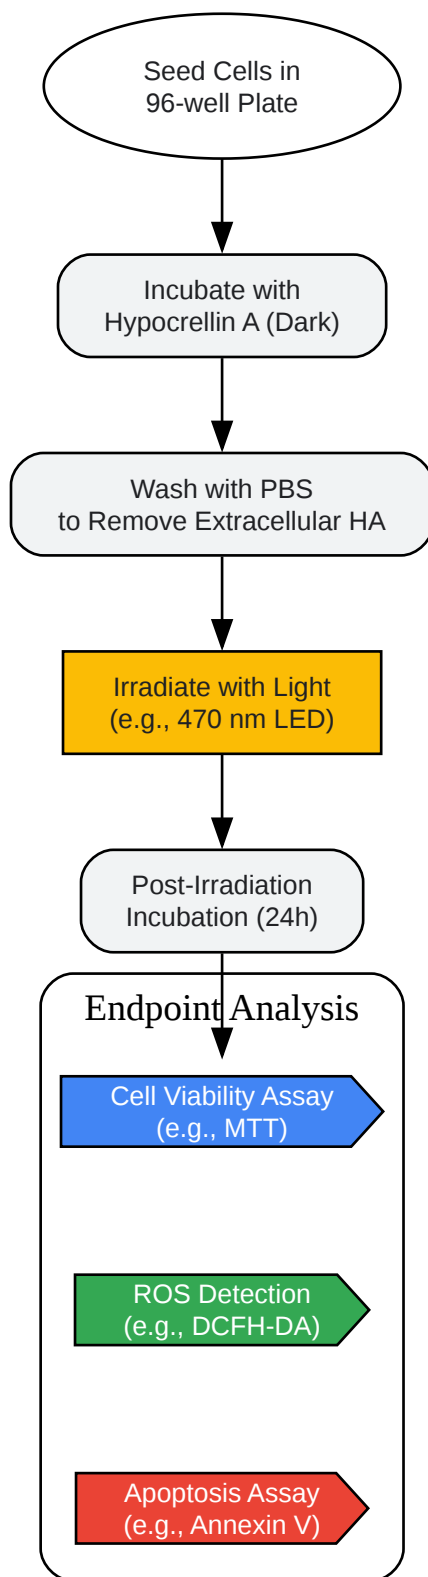 Seed Cells in
96-well Plate
Incubate with
Hypocrellin A (Dark)
Wash with PBS
to Remove Extracellular HA
Irradiate with Light
(e.g., 470 nm LED)
Post-Irradiation
Incubation (24h)
Endpoint Analysis
Cell Viability Assay
(e.g., MTT)
ROS Detection
(e.g., DCFH-DA)
Apoptosis Assay
(e.g., Annexin V)